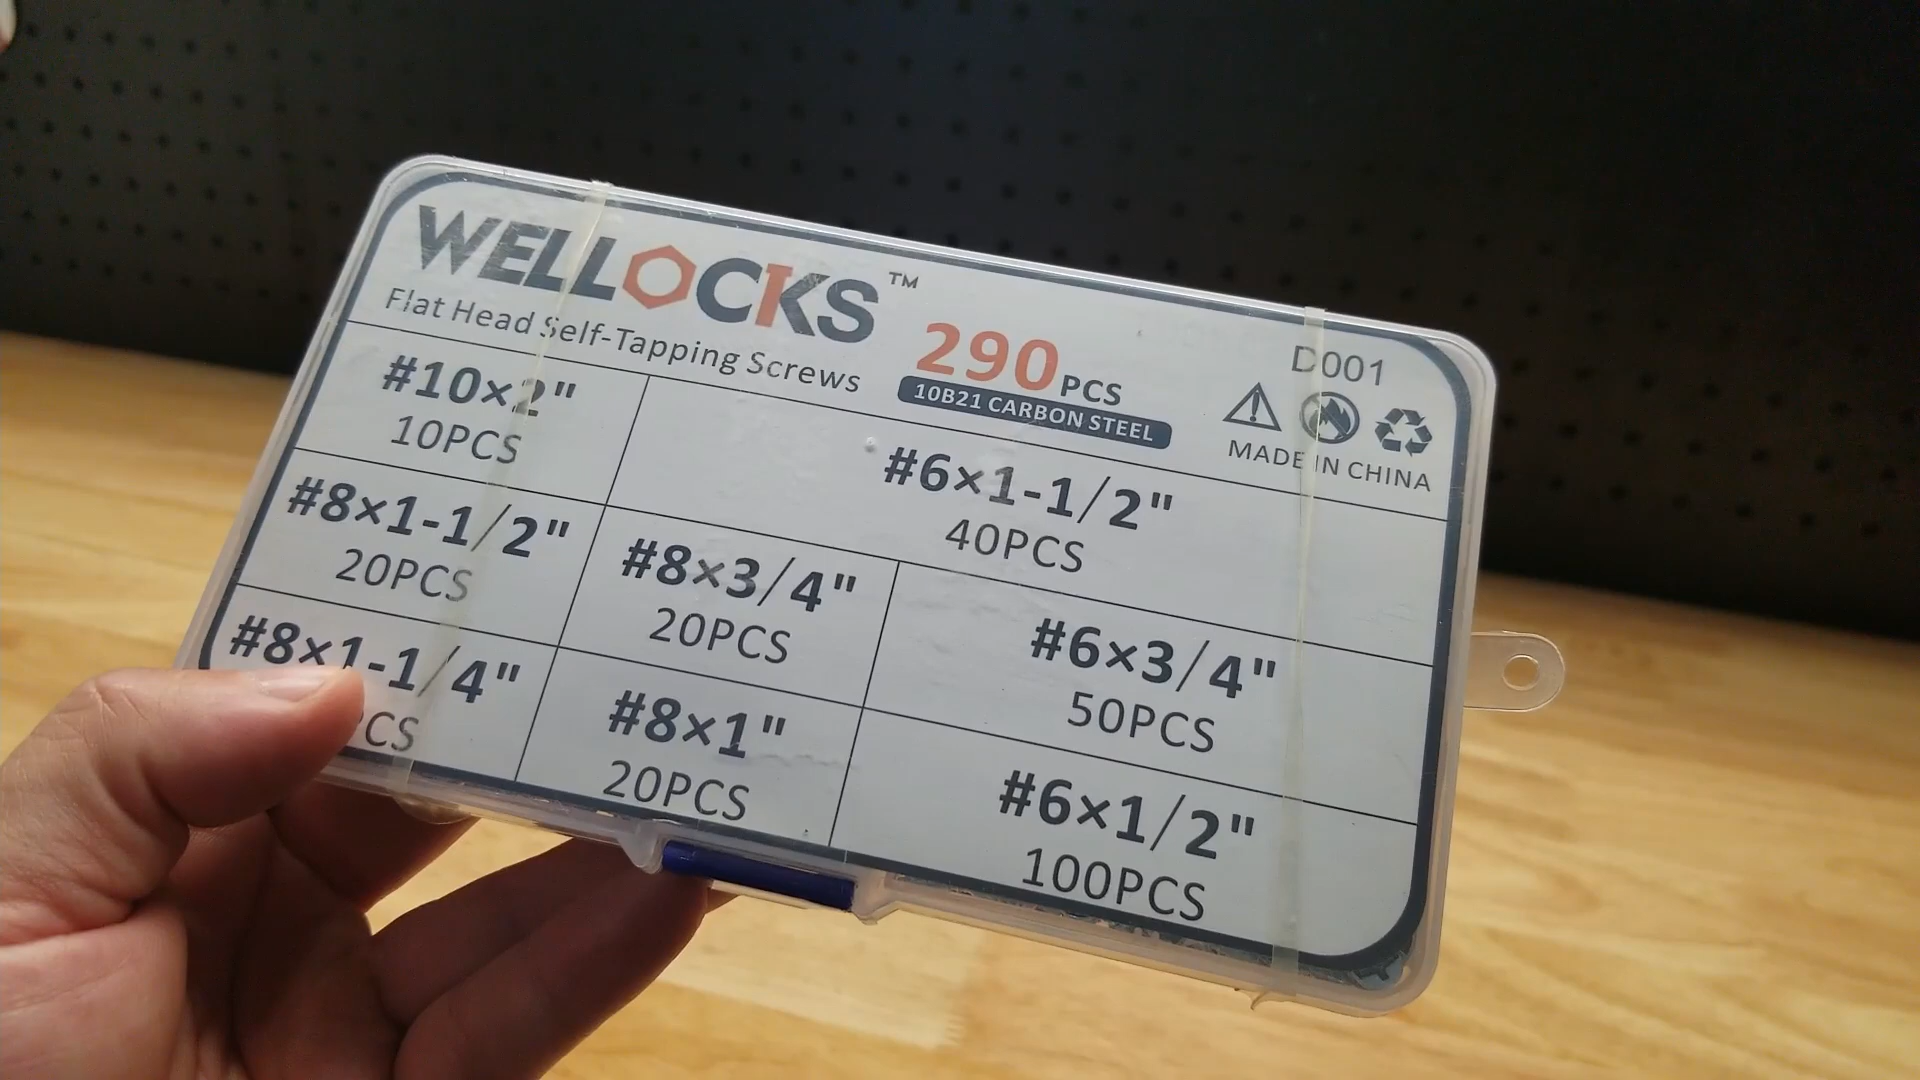 WELLOCKS™
Flat Head Self-Tapping Screws
290PCS
10B21 CARBON STEEL
D001
MADE IN CHINA
#10×2"
10PCS
#6×1-1/2"
40PCS
#8×1-1/2"
20PCS
#8×3/4"
20PCS
#6×3/4"
50PCS
#8×1-1/4"
PCS
#8×1"
20PCS
#6×1/2"
100PCS